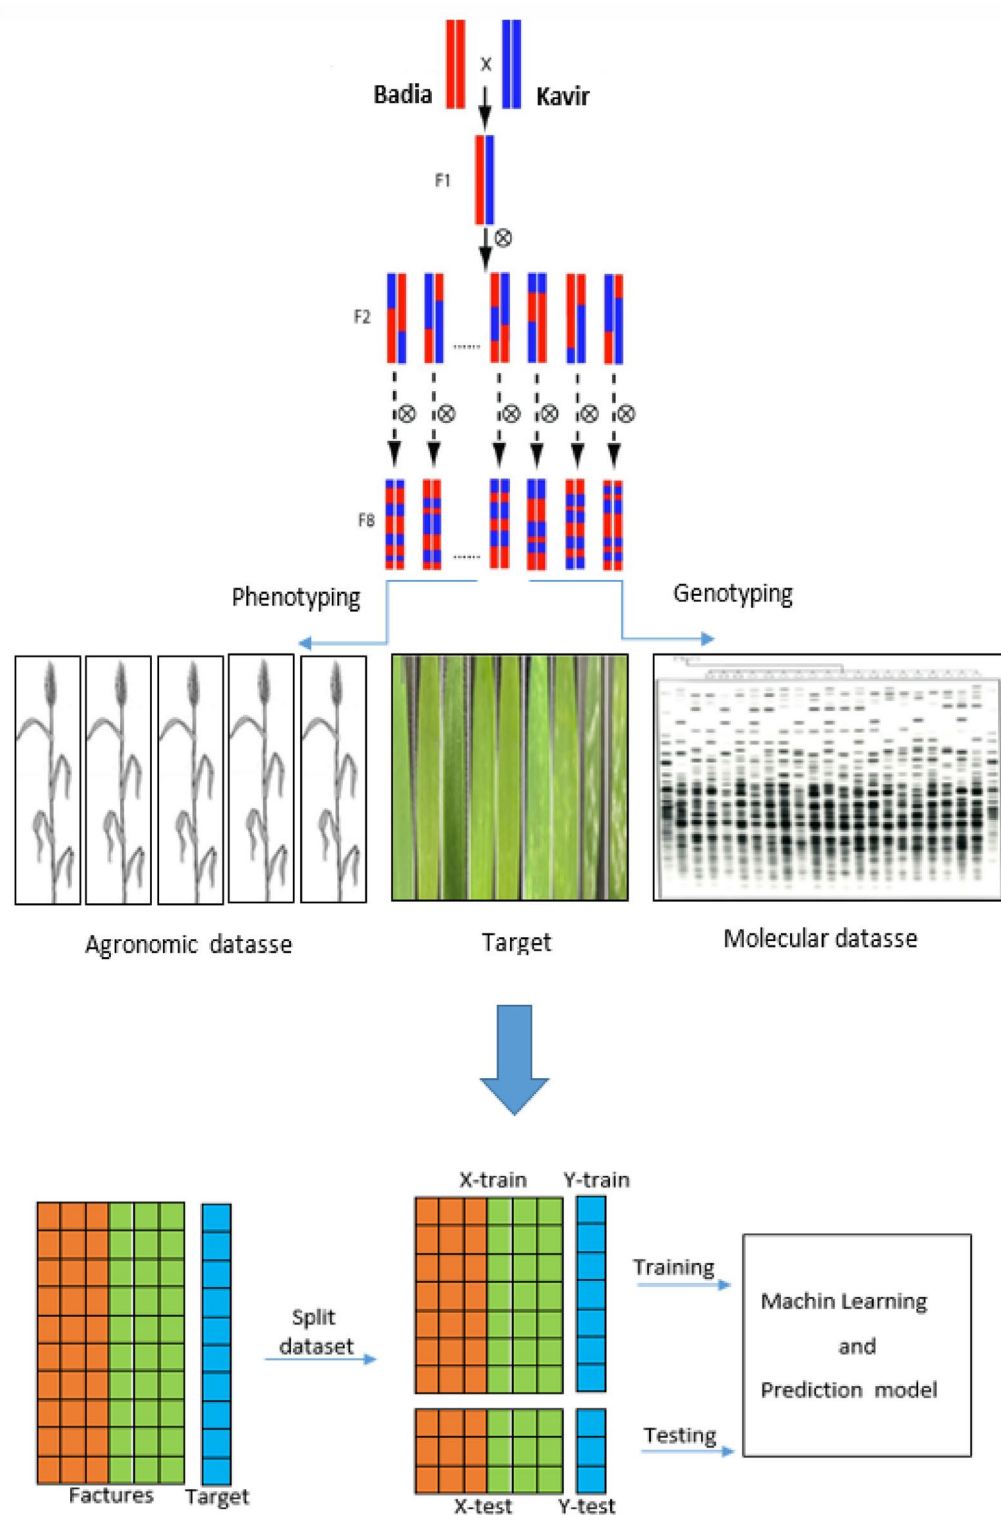 X
Badia
Kavir
F1
F2
......
F8
......
Phenotyping
Genotyping
Agronomic datasse
Target
Molecular datasse
X-train
Y-train
Training
Split
dataset
Machin Learning
and
Prediction model
Testing
Factures
Target
X-test
Y-test